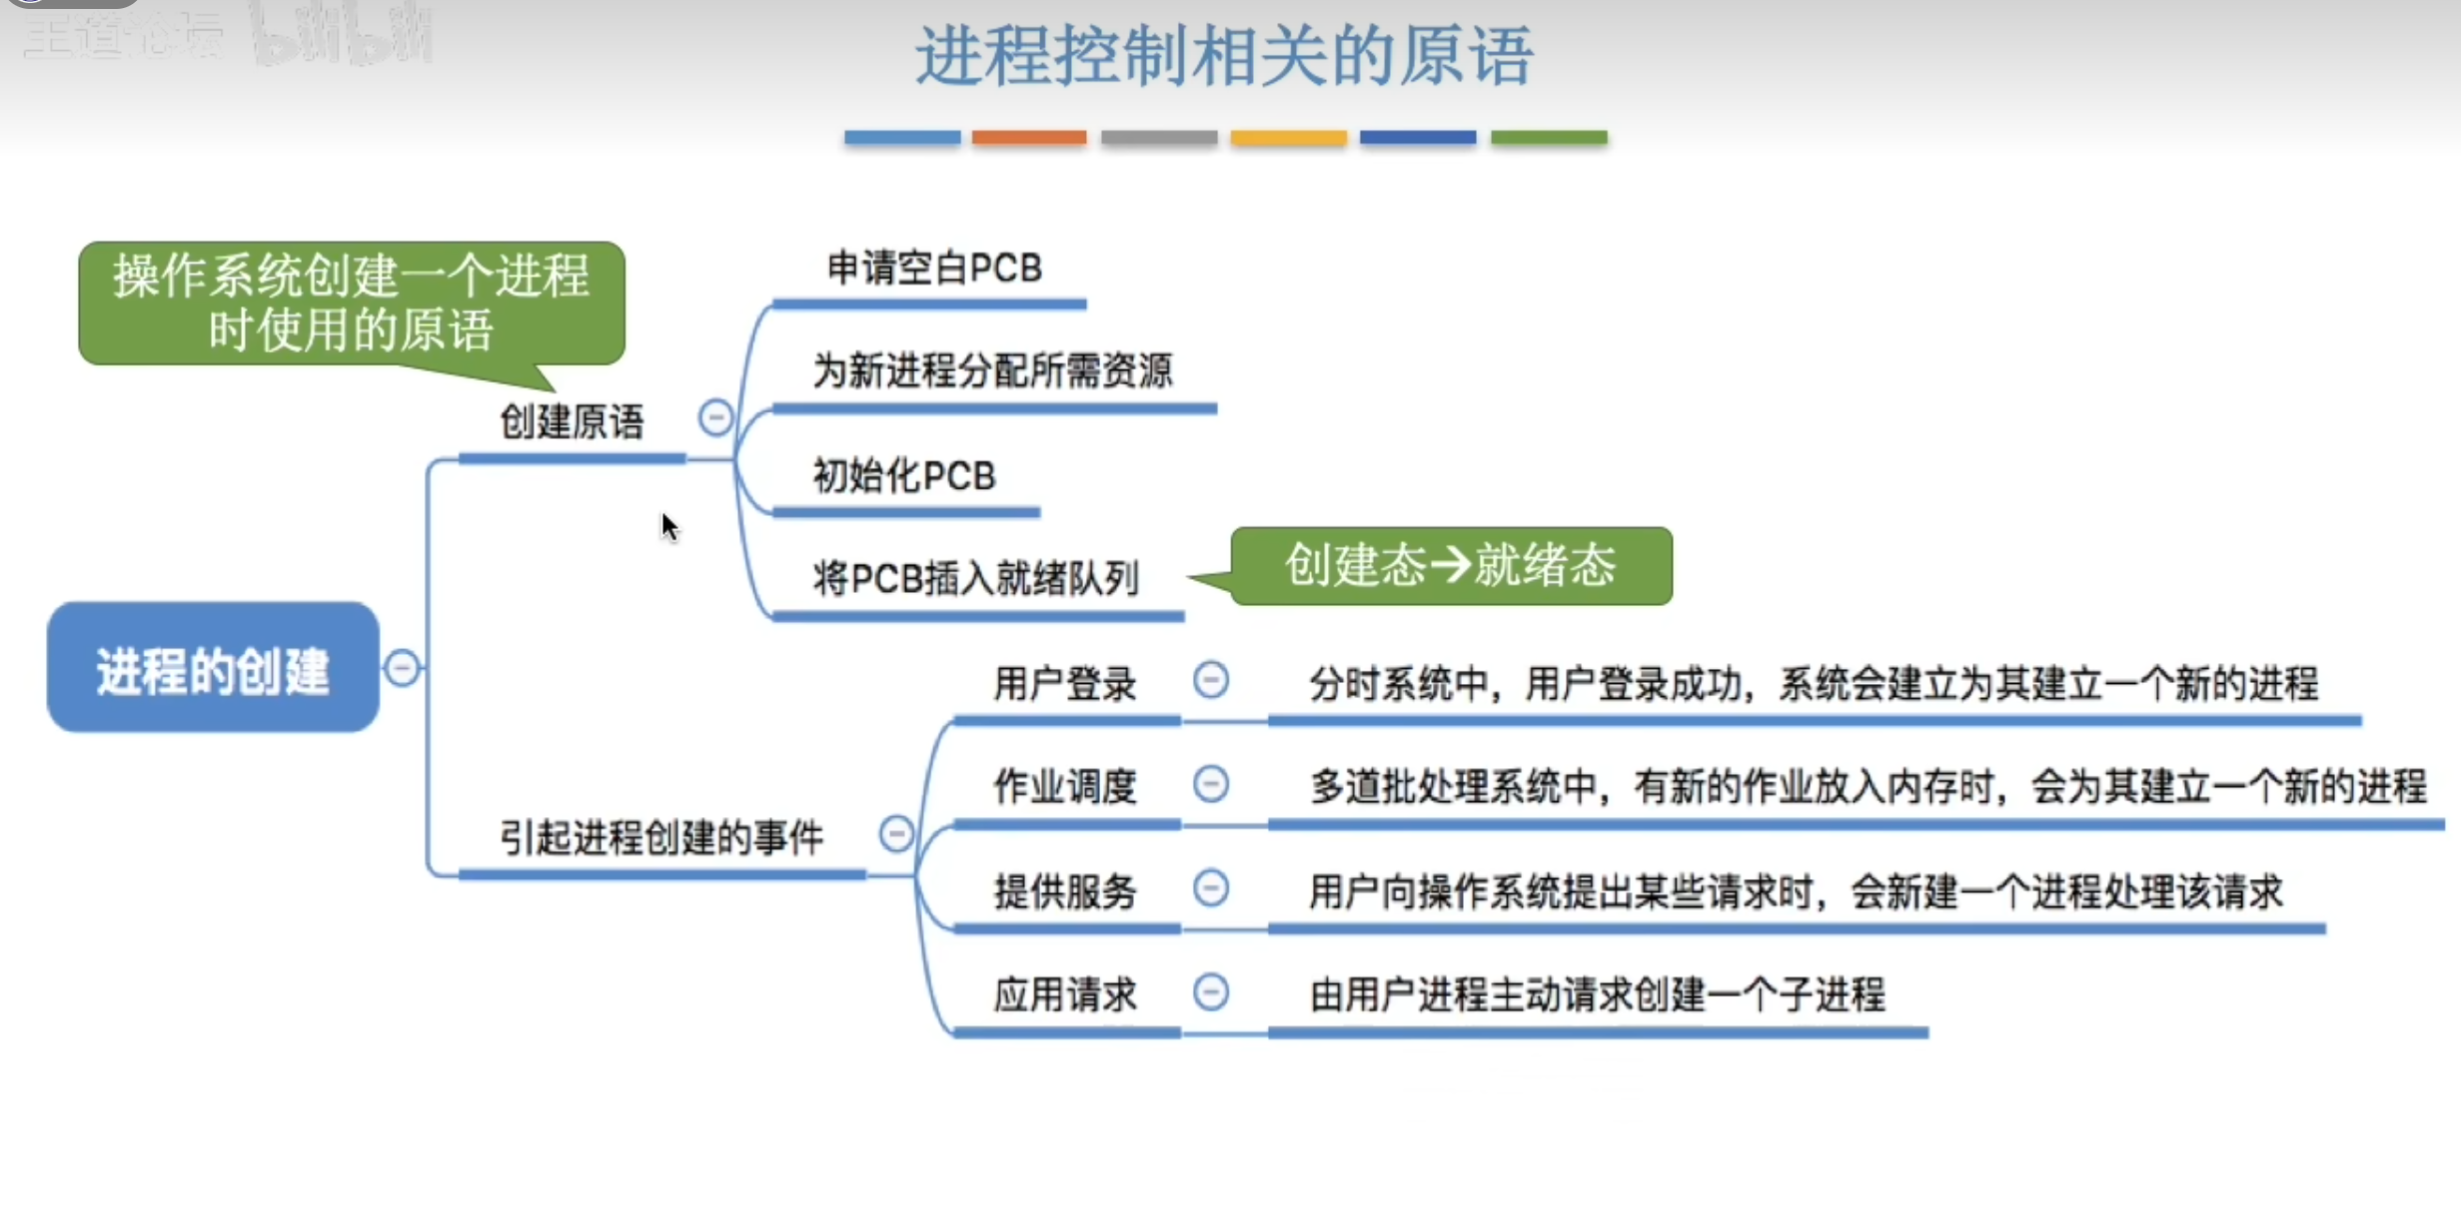 王道论坛 bilibili
进程控制相关的原语
操作系统创建一个进程
时使用的原语
创建原语
申请空白PCB
为新进程分配所需资源
初始化PCB
将PCB插入就绪队列
创建态→就绪态
进程的创建
引起进程创建的事件
用户登录
分时系统中，用户登录成功，系统会建立为其建立一个新的进程
作业调度
多道批处理系统中，有新的作业放入内存时，会为其建立一个新的进程
提供服务
用户向操作系统提出某些请求时，会新建一个进程处理该请求
应用请求
由用户进程主动请求创建一个子进程